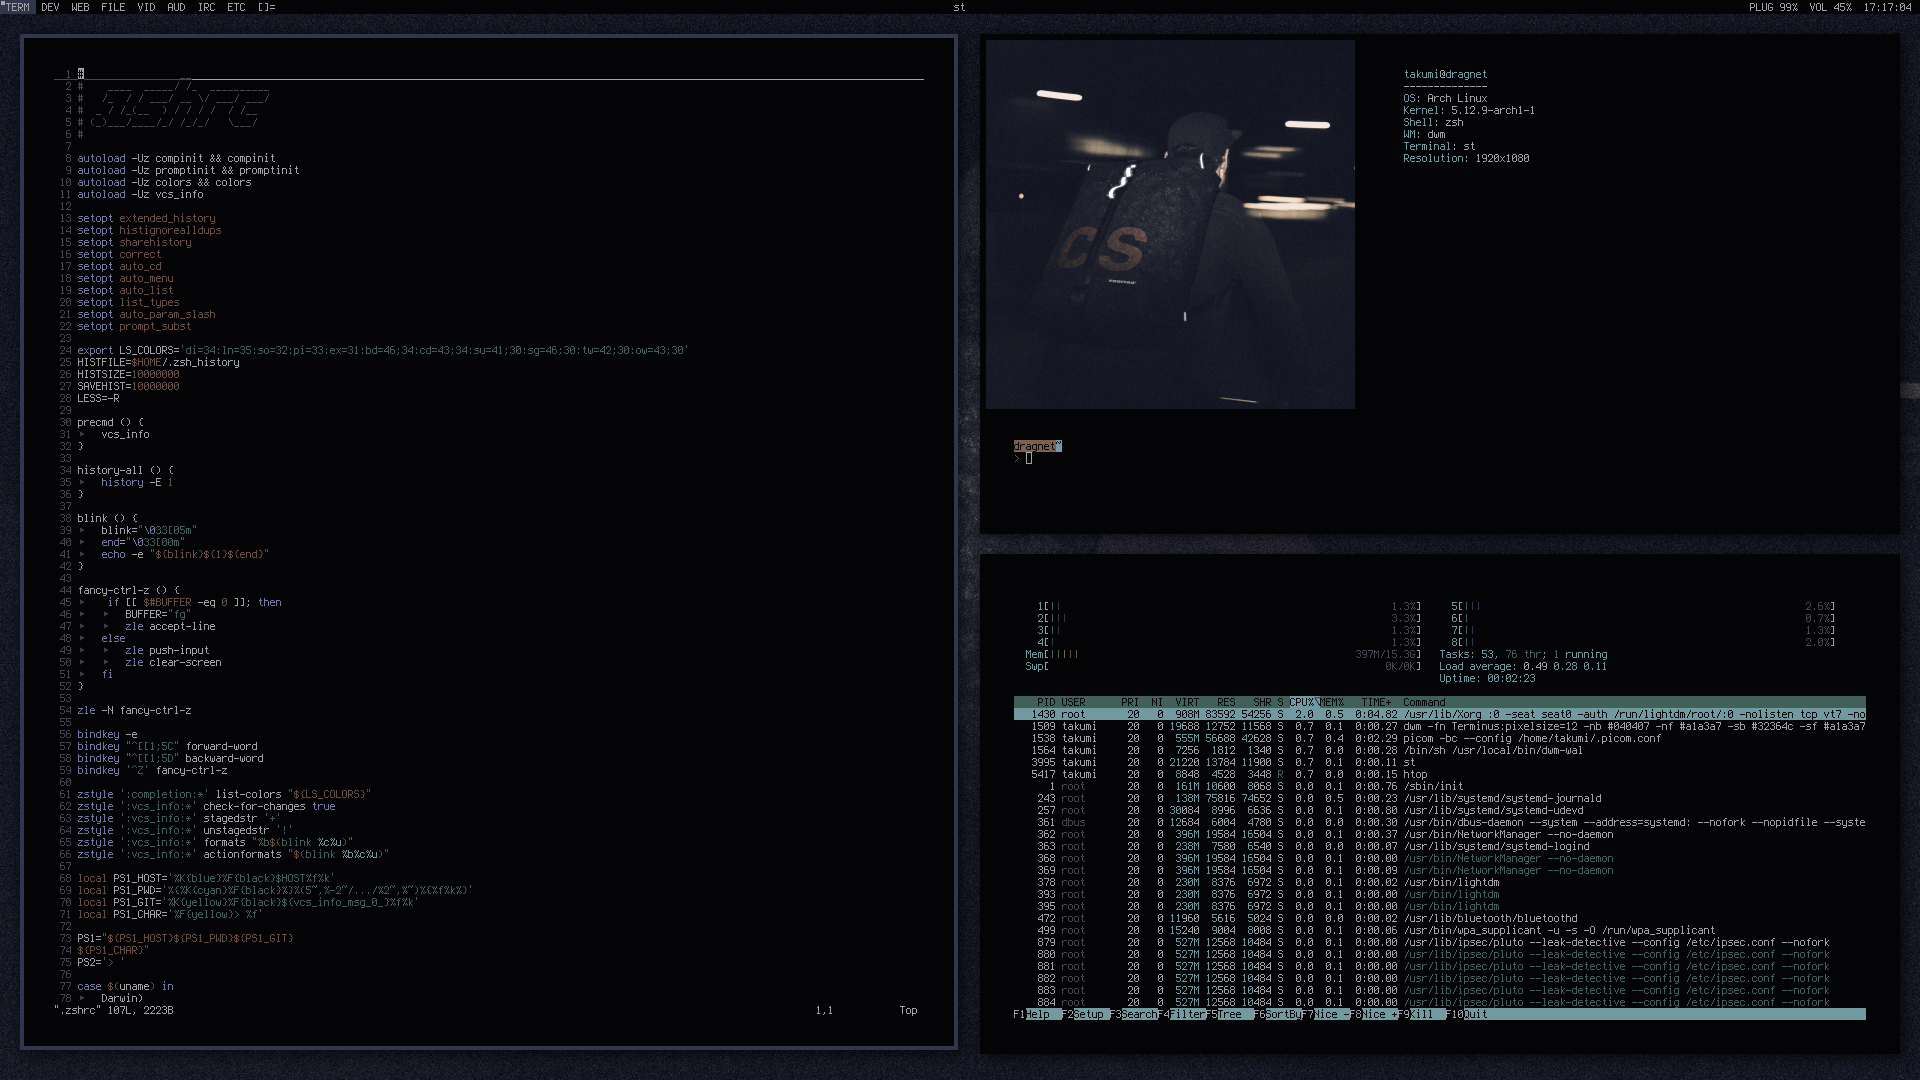 TERM DEV WEB FILE VID AUD IRC ETC []=
st
PLUG 99% VOL 45% 17:17:04
1 #                 __
2 #    ____  _____/ /_  __________
3 #   /_  / / ___/ __ \/ ___/ ___/
4 #  _ / /_(__  ) / / / /  / /__
5 # (_)___/____/_/ /_/_/   \___/
6 #
7
8 autoload -Uz compinit && compinit
9 autoload -Uz promptinit && promptinit
10 autoload -Uz colors && colors
11 autoload -Uz vcs_info
12
13 setopt extended_history
14 setopt histignorealldups
15 setopt sharehistory
16 setopt correct
17 setopt auto_cd
18 setopt auto_menu
19 setopt auto_list
20 setopt list_types
21 setopt auto_param_slash
22 setopt prompt_subst
23
24 export LS_COLORS='di=34:ln=35:so=32:pi=33:ex=31:bd=46;34:cd=43;34:su=41;30:sg=46;30:tw=42;30:ow=43;30'
25 HISTFILE=$HOME/.zsh_history
26 HISTSIZE=10000000
27 SAVEHIST=10000000
28 LESS=-R
29
30 precmd () {
31 ▸   vcs_info
32 }
33
34 history-all () {
35 ▸   history -E 1
36 }
37
38 blink () {
39 ▸   blink="\033[05m"
40 ▸   end="\033[00m"
41 ▸   echo -e "${blink}${1}${end}"
42 }
43
44 fancy-ctrl-z () {
45 ▸    if [[ $#BUFFER -eq 0 ]]; then
46 ▸   ▸   BUFFER="fg"
47 ▸   ▸   zle accept-line
48 ▸   else
49 ▸   ▸   zle push-input
50 ▸   ▸   zle clear-screen
51 ▸   fi
52 }
53
54 zle -N fancy-ctrl-z
55
56 bindkey -e
57 bindkey "^[[1;5C" forward-word
58 bindkey "^[[1;5D" backward-word
59 bindkey '^Z' fancy-ctrl-z
60
61 zstyle ':completion:*' list-colors "${LS_COLORS}"
62 zstyle ':vcs_info:*' check-for-changes true
63 zstyle ':vcs_info:*' stagedstr '+'
64 zstyle ':vcs_info:*' unstagedstr '!'
65 zstyle ':vcs_info:*' formats "%b$(blink %c%u)"
66 zstyle ':vcs_info:*' actionformats "$(blink %b%c%u)"
67
68 local PS1_HOST='%K{blue}%F{black}$HOST%f%k'
69 local PS1_PWD='%{%K{cyan}%F{black}%}%(5~,%-2~/.../%2~,%~)%{%f%k%}'
70 local PS1_GIT='%K{yellow}%F{black}${vcs_info_msg_0_}%f%k'
71 local PS1_CHAR='%F{yellow}> %f'
72
73 PS1="${PS1_HOST}${PS1_PWD}${PS1_GIT}
74 ${PS1_CHAR}"
75 PS2='> '
76
77 case $(uname) in
78 ▸   Darwin)
".zshrc" 107L, 2223B 1,1 Top
CS
FREITAG
takumi@dragnet
--------------
OS: Arch Linux
Kernel: 5.12.9-arch1-1
Shell: zsh
WM: dwm
Terminal: st
Resolution: 1920x1080
dragnet~
>
1[|| 1.3%] 5[||| 2.6%]
2[||| 3.3%] 6[| 0.7%]
3[|| 1.3%] 7[|| 1.3%]
4[| 1.3%] 8[|| 2.0%]
Mem[||||| 397M/15.3G] Tasks: 53, 76 thr; 1 running
Swp[ 0K/0K] Load average: 0.49 0.28 0.11
Uptime: 00:02:23
PID USER PRI NI VIRT RES SHR S CPU% MEM% TIME+ Command
1430 root 20 0 908M 83592 54256 S 2.0 0.5 0:04.82 /usr/lib/Xorg :0 -seat seat0 -auth /run/lightdm/root/:0 -nolisten tcp vt7 -no
1509 takumi 20 0 19688 12752 11568 S 0.7 0.1 0:00.27 dwm -fn Terminus:pixelsize=12 -nb #040407 -nf #a1a3a7 -sb #32364c -sf #a1a3a7
1538 takumi 20 0 555M 56688 42628 S 0.7 0.4 0:02.29 picom -bc --config /home/takumi/.picom.conf
1564 takumi 20 0 7256 1812 1340 S 0.7 0.0 0:00.28 /bin/sh /usr/local/bin/dwm-wal
3995 takumi 20 0 21220 13784 11900 S 0.7 0.1 0:00.11 st
5417 takumi 20 0 8848 4528 3448 R 0.7 0.0 0:00.15 htop
1 root 20 0 161M 10600 8068 S 0.0 0.1 0:00.76 /sbin/init
243 root 20 0 138M 75816 74652 S 0.0 0.5 0:00.23 /usr/lib/systemd/systemd-journald
257 root 20 0 30084 8996 6636 S 0.0 0.1 0:00.80 /usr/lib/systemd/systemd-udevd
361 dbus 20 0 12684 6004 4780 S 0.0 0.0 0:00.30 /usr/bin/dbus-daemon --system --address=systemd: --nofork --nopidfile --syste
362 root 20 0 396M 19584 16504 S 0.0 0.1 0:00.37 /usr/bin/NetworkManager --no-daemon
367 root 20 0 238M 7580 6540 S 0.0 0.0 0:00.07 /usr/lib/systemd/systemd-logind
368 root 20 0 396M 19584 16504 S 0.0 0.1 0:00.00 /usr/bin/NetworkManager --no-daemon
369 root 20 0 396M 19584 16504 S 0.0 0.1 0:00.09 /usr/bin/NetworkManager --no-daemon
378 root 20 0 230M 8376 6972 S 0.0 0.1 0:00.02 /usr/bin/lightdm
393 root 20 0 230M 8376 6972 S 0.0 0.1 0:00.00 /usr/bin/lightdm
395 root 20 0 230M 8376 6972 S 0.0 0.1 0:00.00 /usr/bin/lightdm
472 root 20 0 11960 5616 5024 S 0.0 0.0 0:00.02 /usr/lib/bluetooth/bluetoothd
499 root 20 0 15240 9004 8008 S 0.0 0.1 0:00.06 /usr/bin/wpa_supplicant -u -s -O /run/wpa_supplicant
879 root 20 0 527M 12568 10484 S 0.0 0.1 0:00.00 /usr/lib/ipsec/pluto --leak-detective --config /etc/ipsec.conf --nofork
880 root 20 0 527M 12568 10484 S 0.0 0.1 0:00.00 /usr/lib/ipsec/pluto --leak-detective --config /etc/ipsec.conf --nofork
881 root 20 0 527M 12568 10484 S 0.0 0.1 0:00.00 /usr/lib/ipsec/pluto --leak-detective --config /etc/ipsec.conf --nofork
882 root 20 0 527M 12568 10484 S 0.0 0.1 0:00.00 /usr/lib/ipsec/pluto --leak-detective --config /etc/ipsec.conf --nofork
883 root 20 0 527M 12568 10484 S 0.0 0.1 0:00.00 /usr/lib/ipsec/pluto --leak-detective --config /etc/ipsec.conf --nofork
884 root 20 0 527M 12568 10484 S 0.0 0.1 0:00.00 /usr/lib/ipsec/pluto --leak-detective --config /etc/ipsec.conf --nofork
F1Help F2Setup F3SearchF4FilterF5Tree F6SortByF7Nice -F8Nice +F9Kill F10Quit